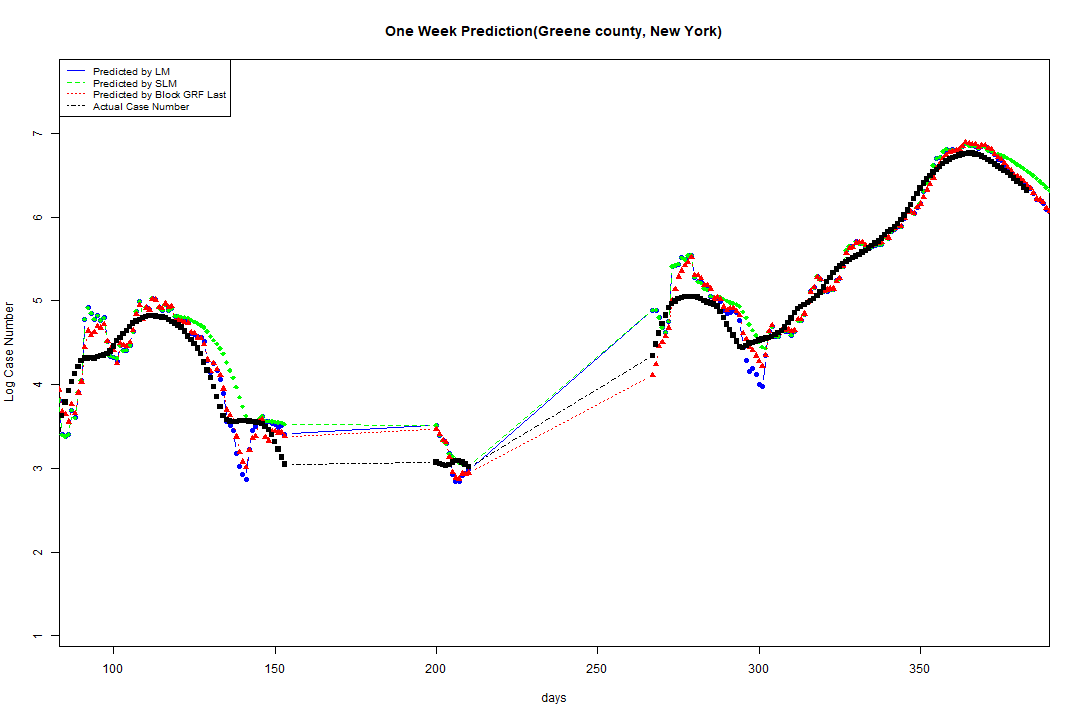 One Week Prediction(Greene county, New York)
Predicted by LM
Predicted by SLM
Predicted by Block GRF Last
Actual Case Number
Log Case Number
7
6
5
4
3
2
1
100 150 200 250 300 350
days